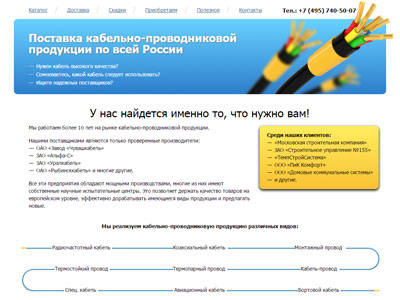 Каталог / Доставка / Скидки / Приобретаем / Полезное / Контакты
Тел.: +7 (495) 740-50-07
Поставка кабельно-проводниковой
продукции по всей России
— Нужен кабель высокого качества?
— Сомневаетесь, какой кабель следует использовать?
— Ищите надежных поставщиков?
У нас найдется именно то, что нужно вам!
Мы работаем более 10 лет на рынке кабельно-проводниковой продукции.
Нашими поставщиками являются только проверенные производители:
— ОАО «Завод «Чувашкабель»
— ЗАО «Альфа-С»
— ЗАО «Уралкабель»
— ОАО «Рыбинсккабель» и многие другие.
Все эти предприятия обладают мощными производствами, многие из них имеют
собственные научные испытательные центры. Это позволяет держать качество товаров на
европейском уровне, эффективно дорабатывать имеющиеся виды продукции и предлагать
новые.
Среди наших клиентов:
— «Московская строительная компания»
— ЗАО «Строительное управление №155»
— «ТемпСтройСистема»
— ООО «ПиК Комфорт»
— ООО «Домовые коммунальные системы»
— и другие.
Мы реализуем кабельно-проводниковую продукцию различных видов:
Радиочастотный кабель
Коаксиальный кабель
Монтажный провод
Термостойкий провод
Термопарный провод
Кабель-провод
Спец. кабель
Авиационный кабель
Бортовой кабель